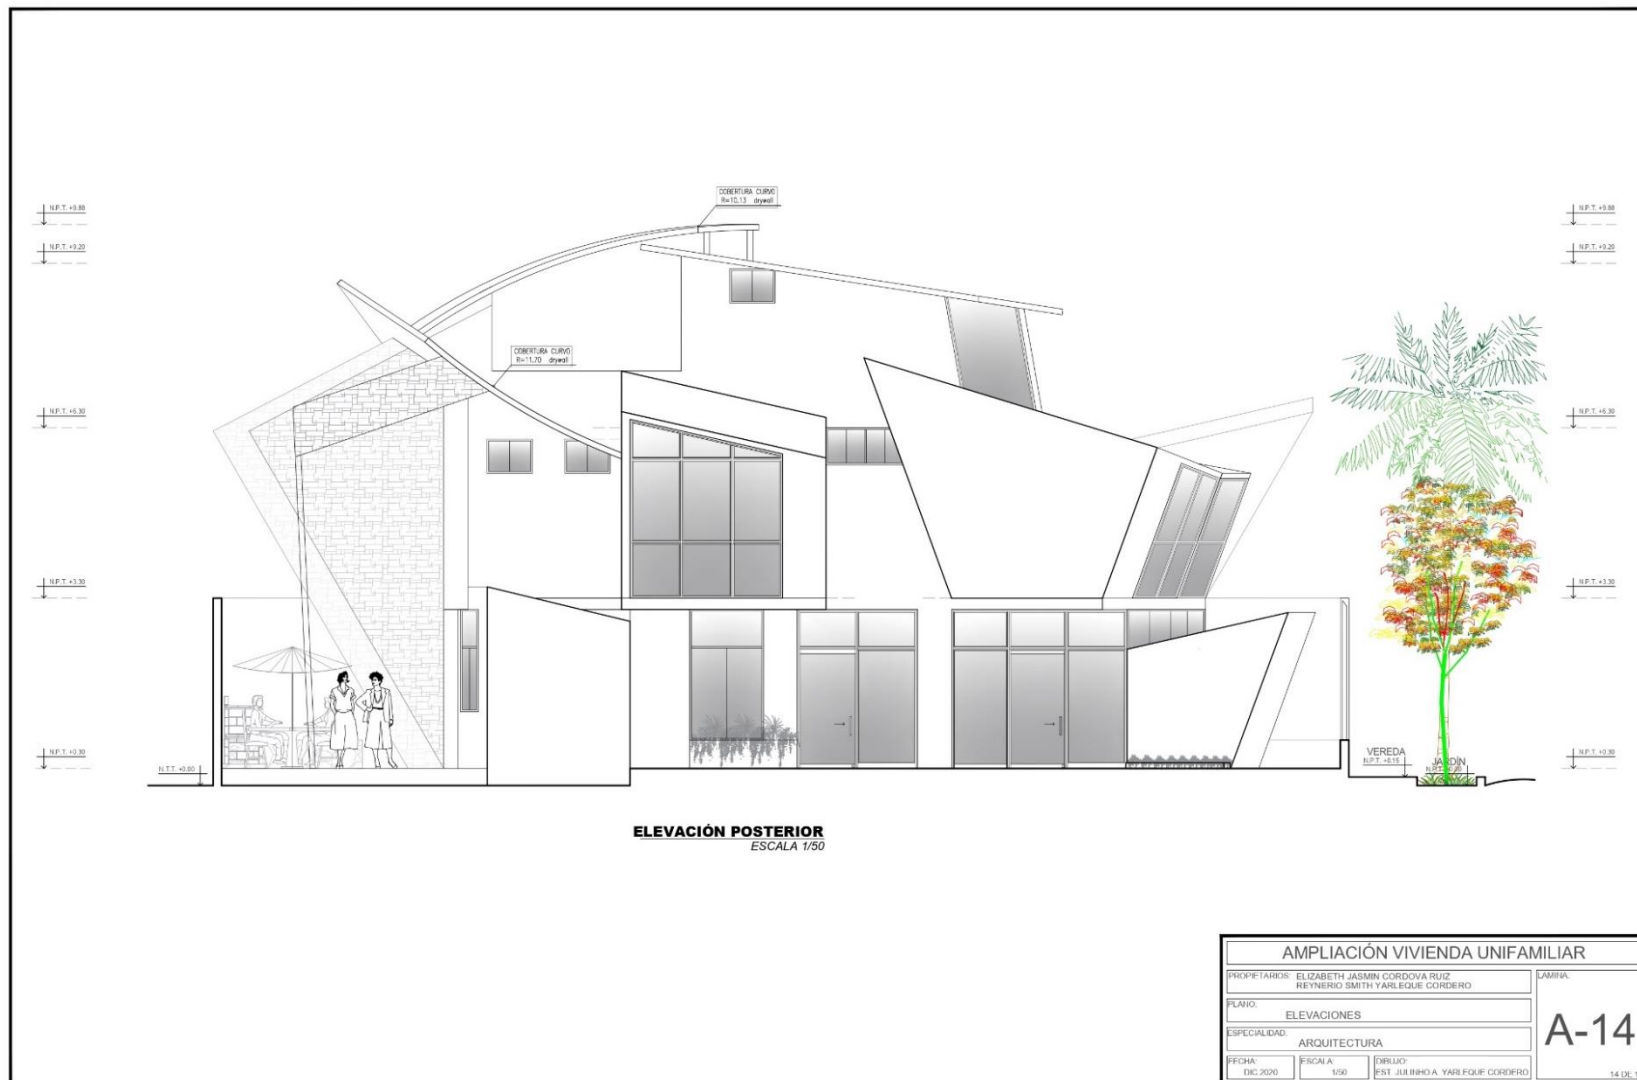 COBERTURA CURVO
R=10.13 drywall
N.P.T. +9.88
N.P.T. +9.88
N.P.T. +9.20
N.P.T. +9.20
COBERTURA CURVO
R=11.70 drywall
N.P.T. +6.30
N.P.T. +6.30
N.P.T. +3.30
N.P.T. +3.30
N.P.T. +0.30
N.P.T. +0.30
N.T.T. +0.00
VEREDA
N.P.T. +0.15
JARDÍN
ELEVACIÓN POSTERIOR
ESCALA 1/50
AMPLIACIÓN VIVIENDA UNIFAMILIAR
PROPIETARIOS: ELIZABETH JASMIN CORDOVA RUIZ
REYNERIO SMITH YARLEQUE CORDERO
LAMINA:
A-14
PLANO:
ELEVACIONES
ESPECIALIDAD:
ARQUITECTURA
FECHA:
DIC 2020
ESCALA:
1/50
DIBUJO:
EST. JULINHO A. YARLEQUE CORDERO
14 DE 1